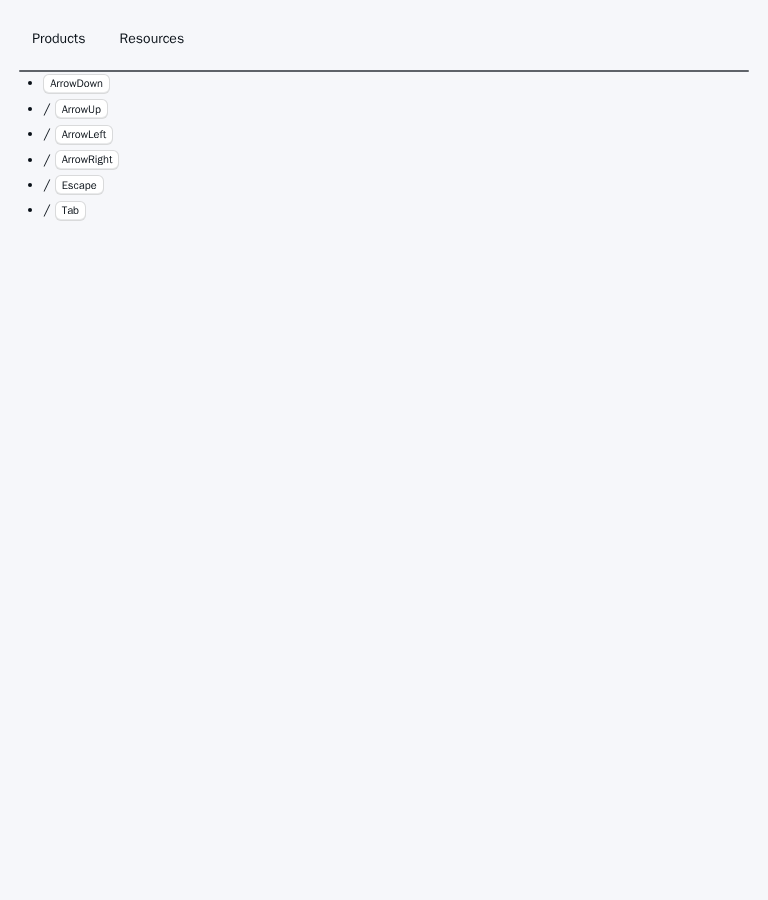 Products Resources
• ArrowDown
• / ArrowUp
• / ArrowLeft
• / ArrowRight
• / Escape
• / Tab